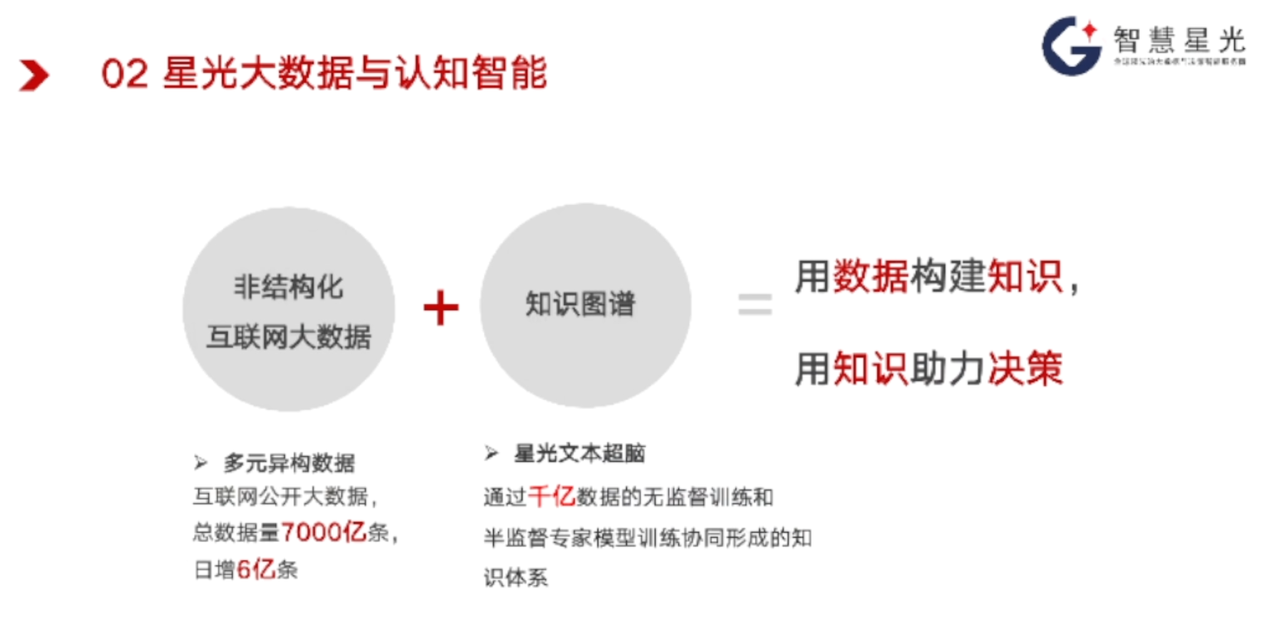 02 星光大数据与认知智能
智慧星光
非结构化
互联网大数据
+
知识图谱
=
用数据构建知识，
用知识助力决策
➢ 多元异构数据
互联网公开大数据，
总数据量7000亿条，
日增6亿条
➢ 星光文本超脑
通过千亿数据的无监督训练和
半监督专家模型训练协同形成的知
识体系